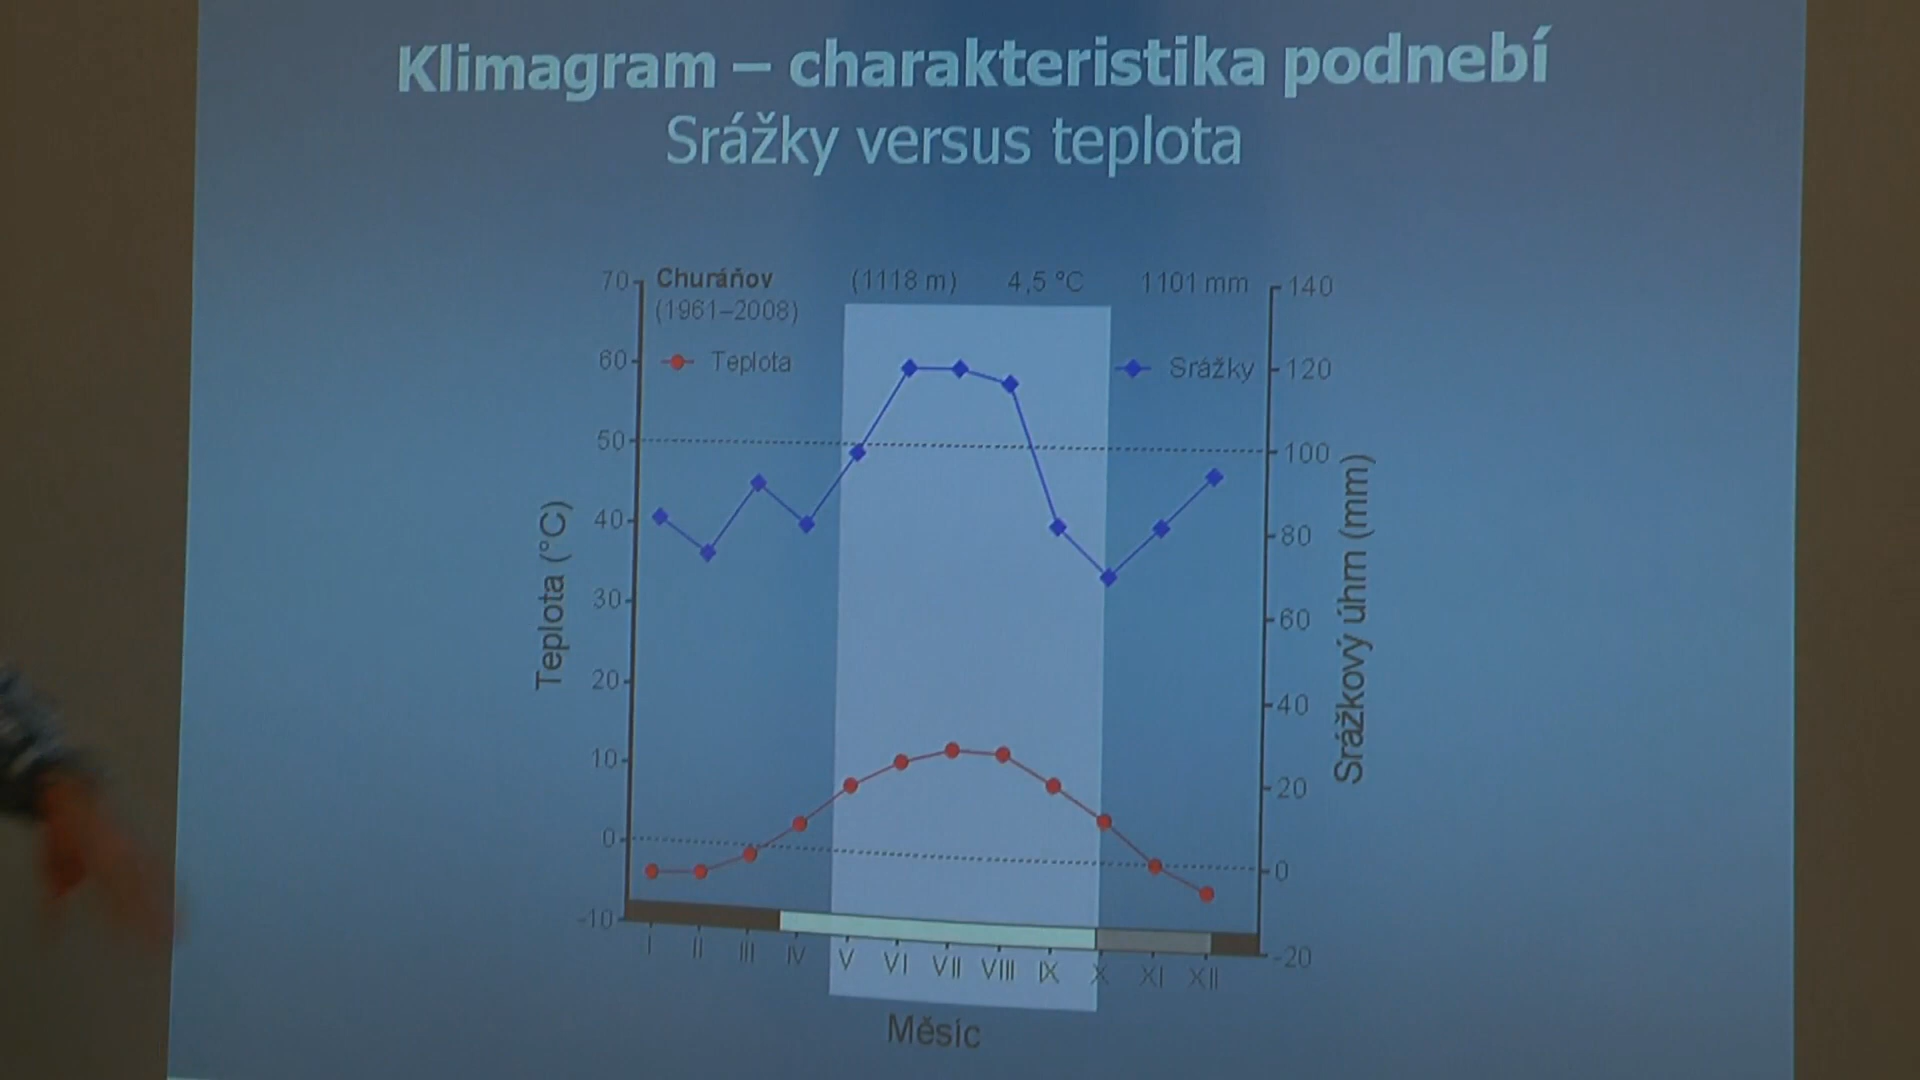 Klimagram – charakteristika podnebí
Srážky versus teplota
Churáňov (1118 m) 4,5 °C 1101 mm
(1961–2008)
Teplota
Srážky
Teplota (°C)
70
60
50
40
30
20
10
0
-10
140
120
100
80
60
40
20
0
-20
Srážkový úhrn (mm)
I II III IV V VI VII VIII IX X XI XII
Měsíc